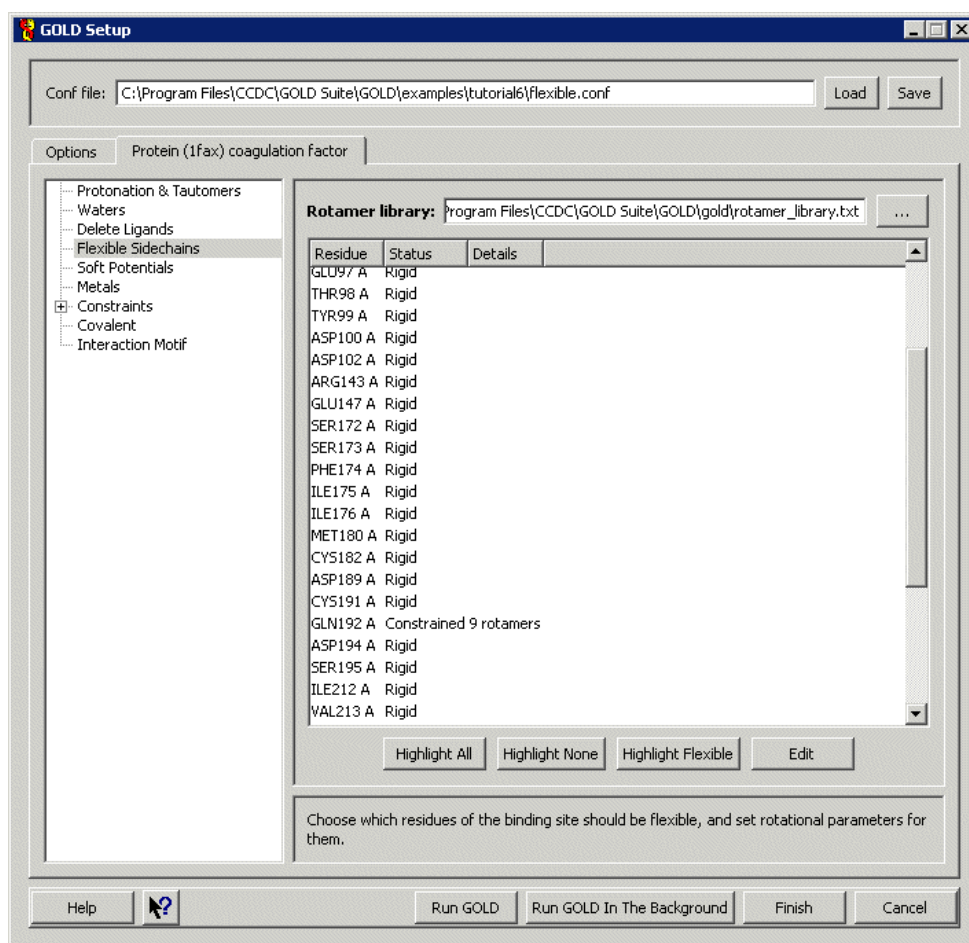 GOLD Setup
Conf file: C:\Program Files\CCDC\GOLD Suite\GOLD\examples\tutorial6\flexible.conf Load Save
Options Protein (1fax) coagulation factor
Protonation & Tautomers
Waters
Delete Ligands
Flexible Sidechains
Soft Potentials
Metals
Constraints
Covalent
Interaction Motif
Rotamer library: Program Files\CCDC\GOLD Suite\GOLD\gold\rotamer_library.txt ...
Residue Status Details
GLU97 A Rigid
THR98 A Rigid
TYR99 A Rigid
ASP100 A Rigid
ASP102 A Rigid
ARG143 A Rigid
GLU147 A Rigid
SER172 A Rigid
SER173 A Rigid
PHE174 A Rigid
ILE175 A Rigid
ILE176 A Rigid
MET180 A Rigid
CYS182 A Rigid
ASP189 A Rigid
CYS191 A Rigid
GLN192 A Constrained 9 rotamers
ASP194 A Rigid
SER195 A Rigid
ILE212 A Rigid
VAL213 A Rigid
Highlight All Highlight None Highlight Flexible Edit
Choose which residues of the binding site should be flexible, and set rotational parameters for
them.
Help ? Run GOLD Run GOLD In The Background Finish Cancel